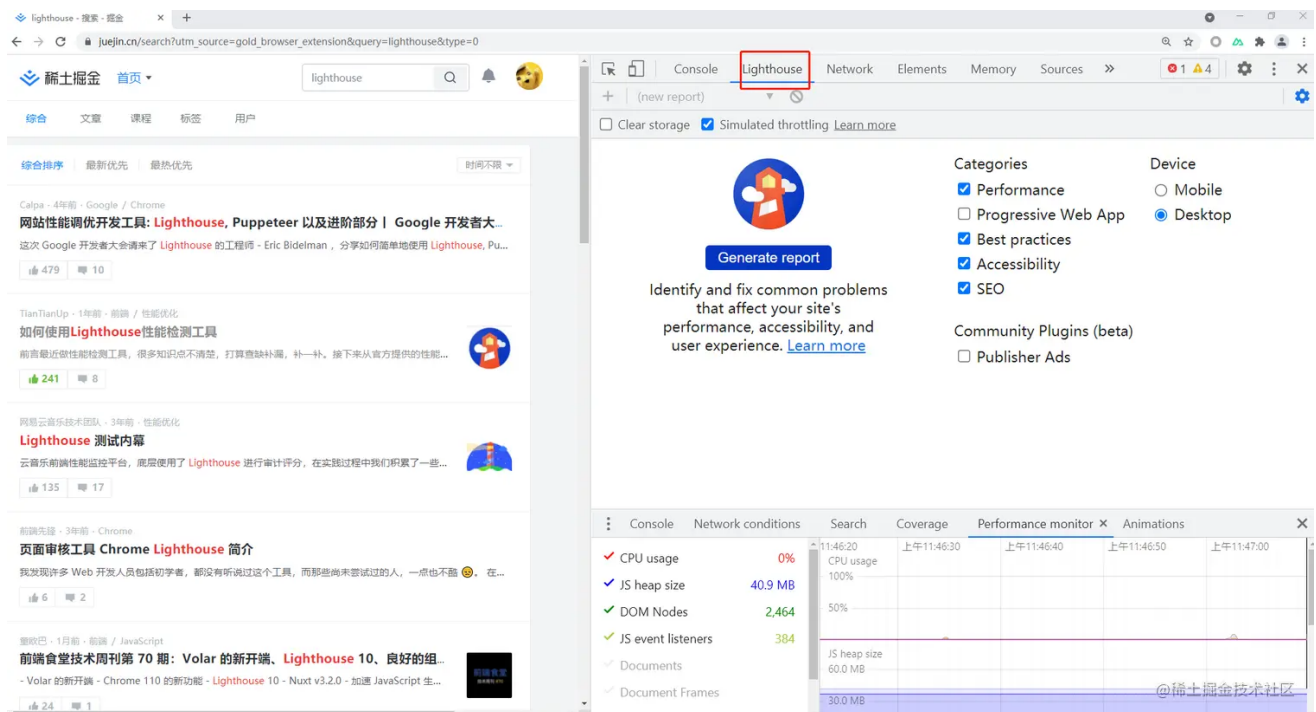 lighthouse - 搜索 - 掘金
juejin.cn/search?utm_source=gold_browser_extension&query=lighthouse&type=0
稀土掘金 首页
lighthouse
综合 文章 课程 标签 用户
综合排序 最新优先 最热优先 时间不限
Calpa - 4年前 - Google / Chrome
网站性能调优开发工具: Lighthouse, Puppeteer 以及进阶部分丨 Google 开发者大...
这次 Google 开发者大会请来了 Lighthouse 的工程师 - Eric Bidelman ，分享如何简单地使用 Lighthouse, Pu...
479 10
TianTianUp - 1年前 - 前端 / 性能优化
如何使用Lighthouse性能检测工具
前言最近做性能检测工具，很多知识点不清楚，打算查缺补漏，补一补。接下来从官方提供的性能...
241 8
网易云音乐技术团队 - 3年前 - 性能优化
Lighthouse 测试内幕
云音乐前端性能监控平台，底层使用了 Lighthouse 进行审计评分，在实践过程中我们积累了一些...
135 17
前端先锋 - 3年前 - Chrome
页面审核工具 Chrome Lighthouse 简介
我发现许多 Web 开发人员包括初学者，都没有听说过这个工具，而那些尚未尝试过的人，一点也不酷 。 在...
6 2
童欧巴 - 1月前 - 前端 / JavaScript
前端食堂技术周刊第 70 期：Volar 的新开端、Lighthouse 10、良好的组...
- Volar 的新开端 - Chrome 110 的新功能 - Lighthouse 10 - Nuxt v3.2.0 - 加速 JavaScript 生...
前端食堂
24 1
Console Lighthouse Network Elements Memory Sources
1 4
(new report)
Clear storage Simulated throttling Learn more
Generate report
Identify and fix common problems
that affect your site's
performance, accessibility, and
user experience. Learn more
Categories
Performance
Progressive Web App
Best practices
Accessibility
SEO
Community Plugins (beta)
Publisher Ads
Device
Mobile
Desktop
Console Network conditions Search Coverage Performance monitor Animations
CPU usage 0%
JS heap size 40.9 MB
DOM Nodes 2,464
JS event listeners 384
Documents
Document Frames
11:46:20 上午11:46:30 上午11:46:40 上午11:46:50 上午11:47:00
CPU usage
100%
50%
JS heap size
60.0 MB
30.0 MB
@稀土掘金技术社区